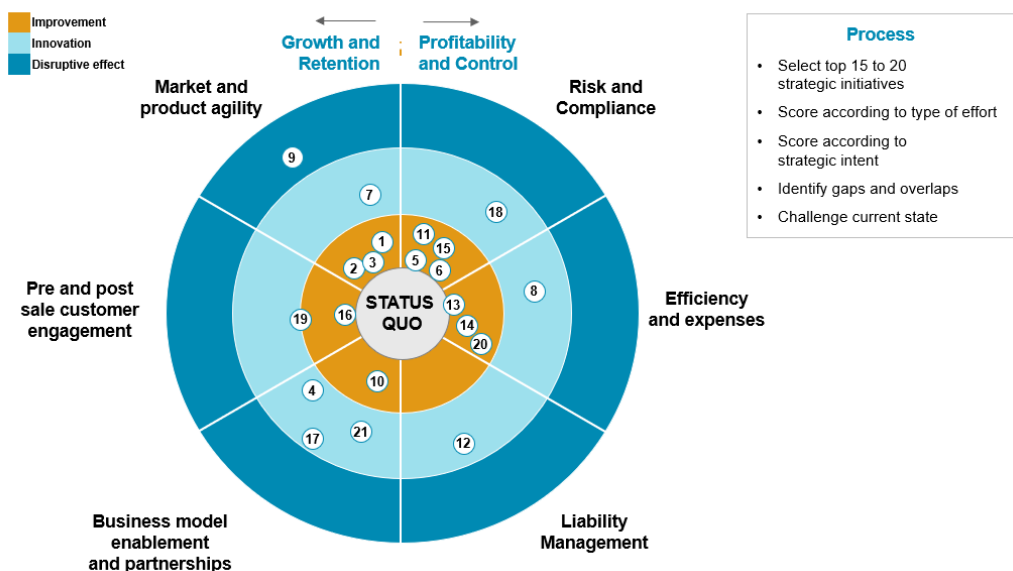 Improvement
Innovation
Disruptive effect
Growth and
Retention
Profitability
and Control
Market and
product agility
Risk and
Compliance
Pre and post
sale customer
engagement
Efficiency
and expenses
Business model
enablement
and partnerships
Liability
Management
STATUS
QUO
9
7
18
1
11
15
2
3
5
6
8
13
16
19
14
20
10
4
21
17
12
Process
• Select top 15 to 20
strategic initiatives
• Score according to type of effort
• Score according to
strategic intent
• Identify gaps and overlaps
• Challenge current state